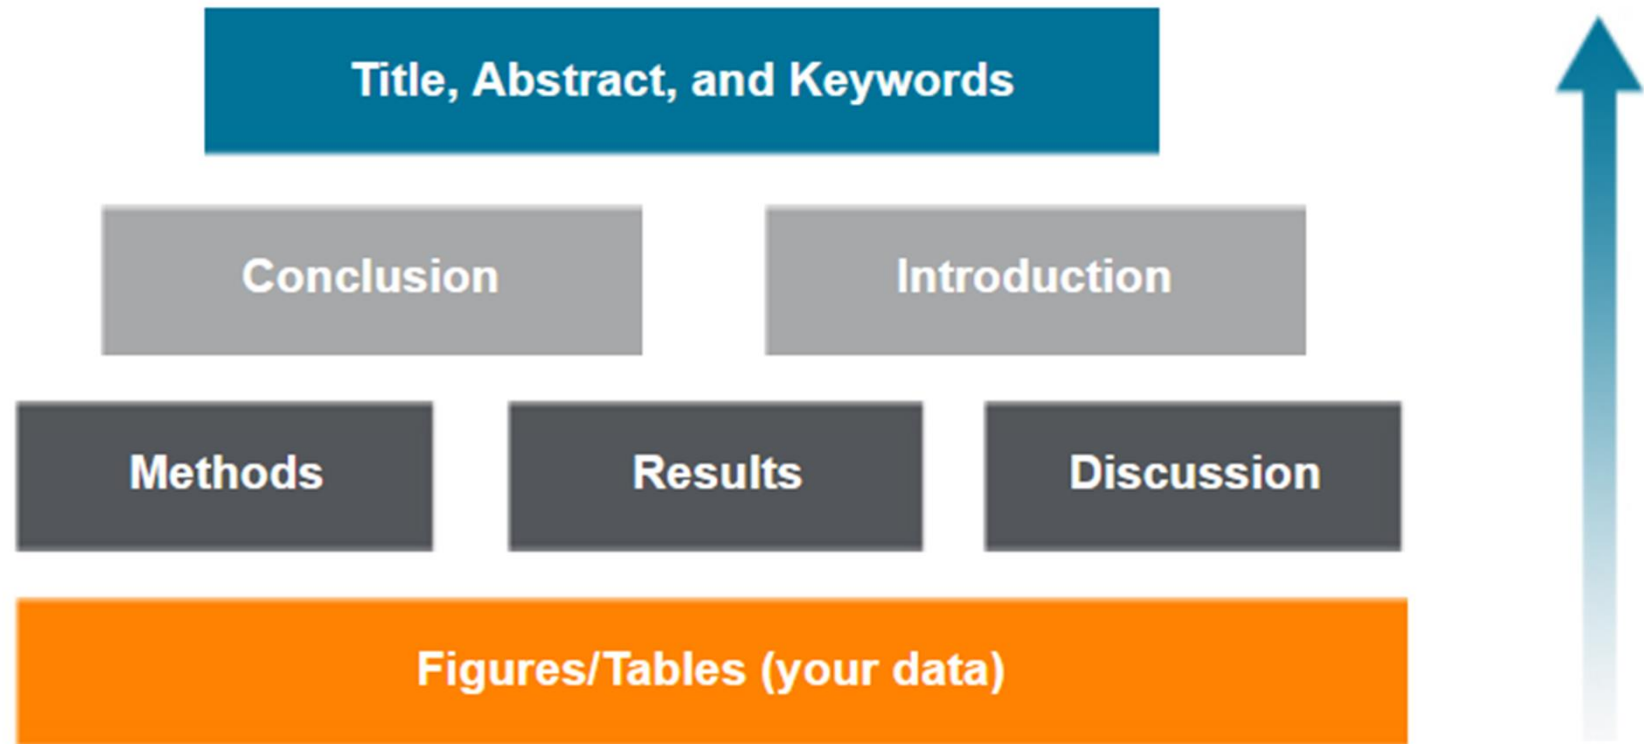 Title, Abstract, and Keywords
Conclusion
Introduction
Methods
Results
Discussion
Figures/Tables (your data)